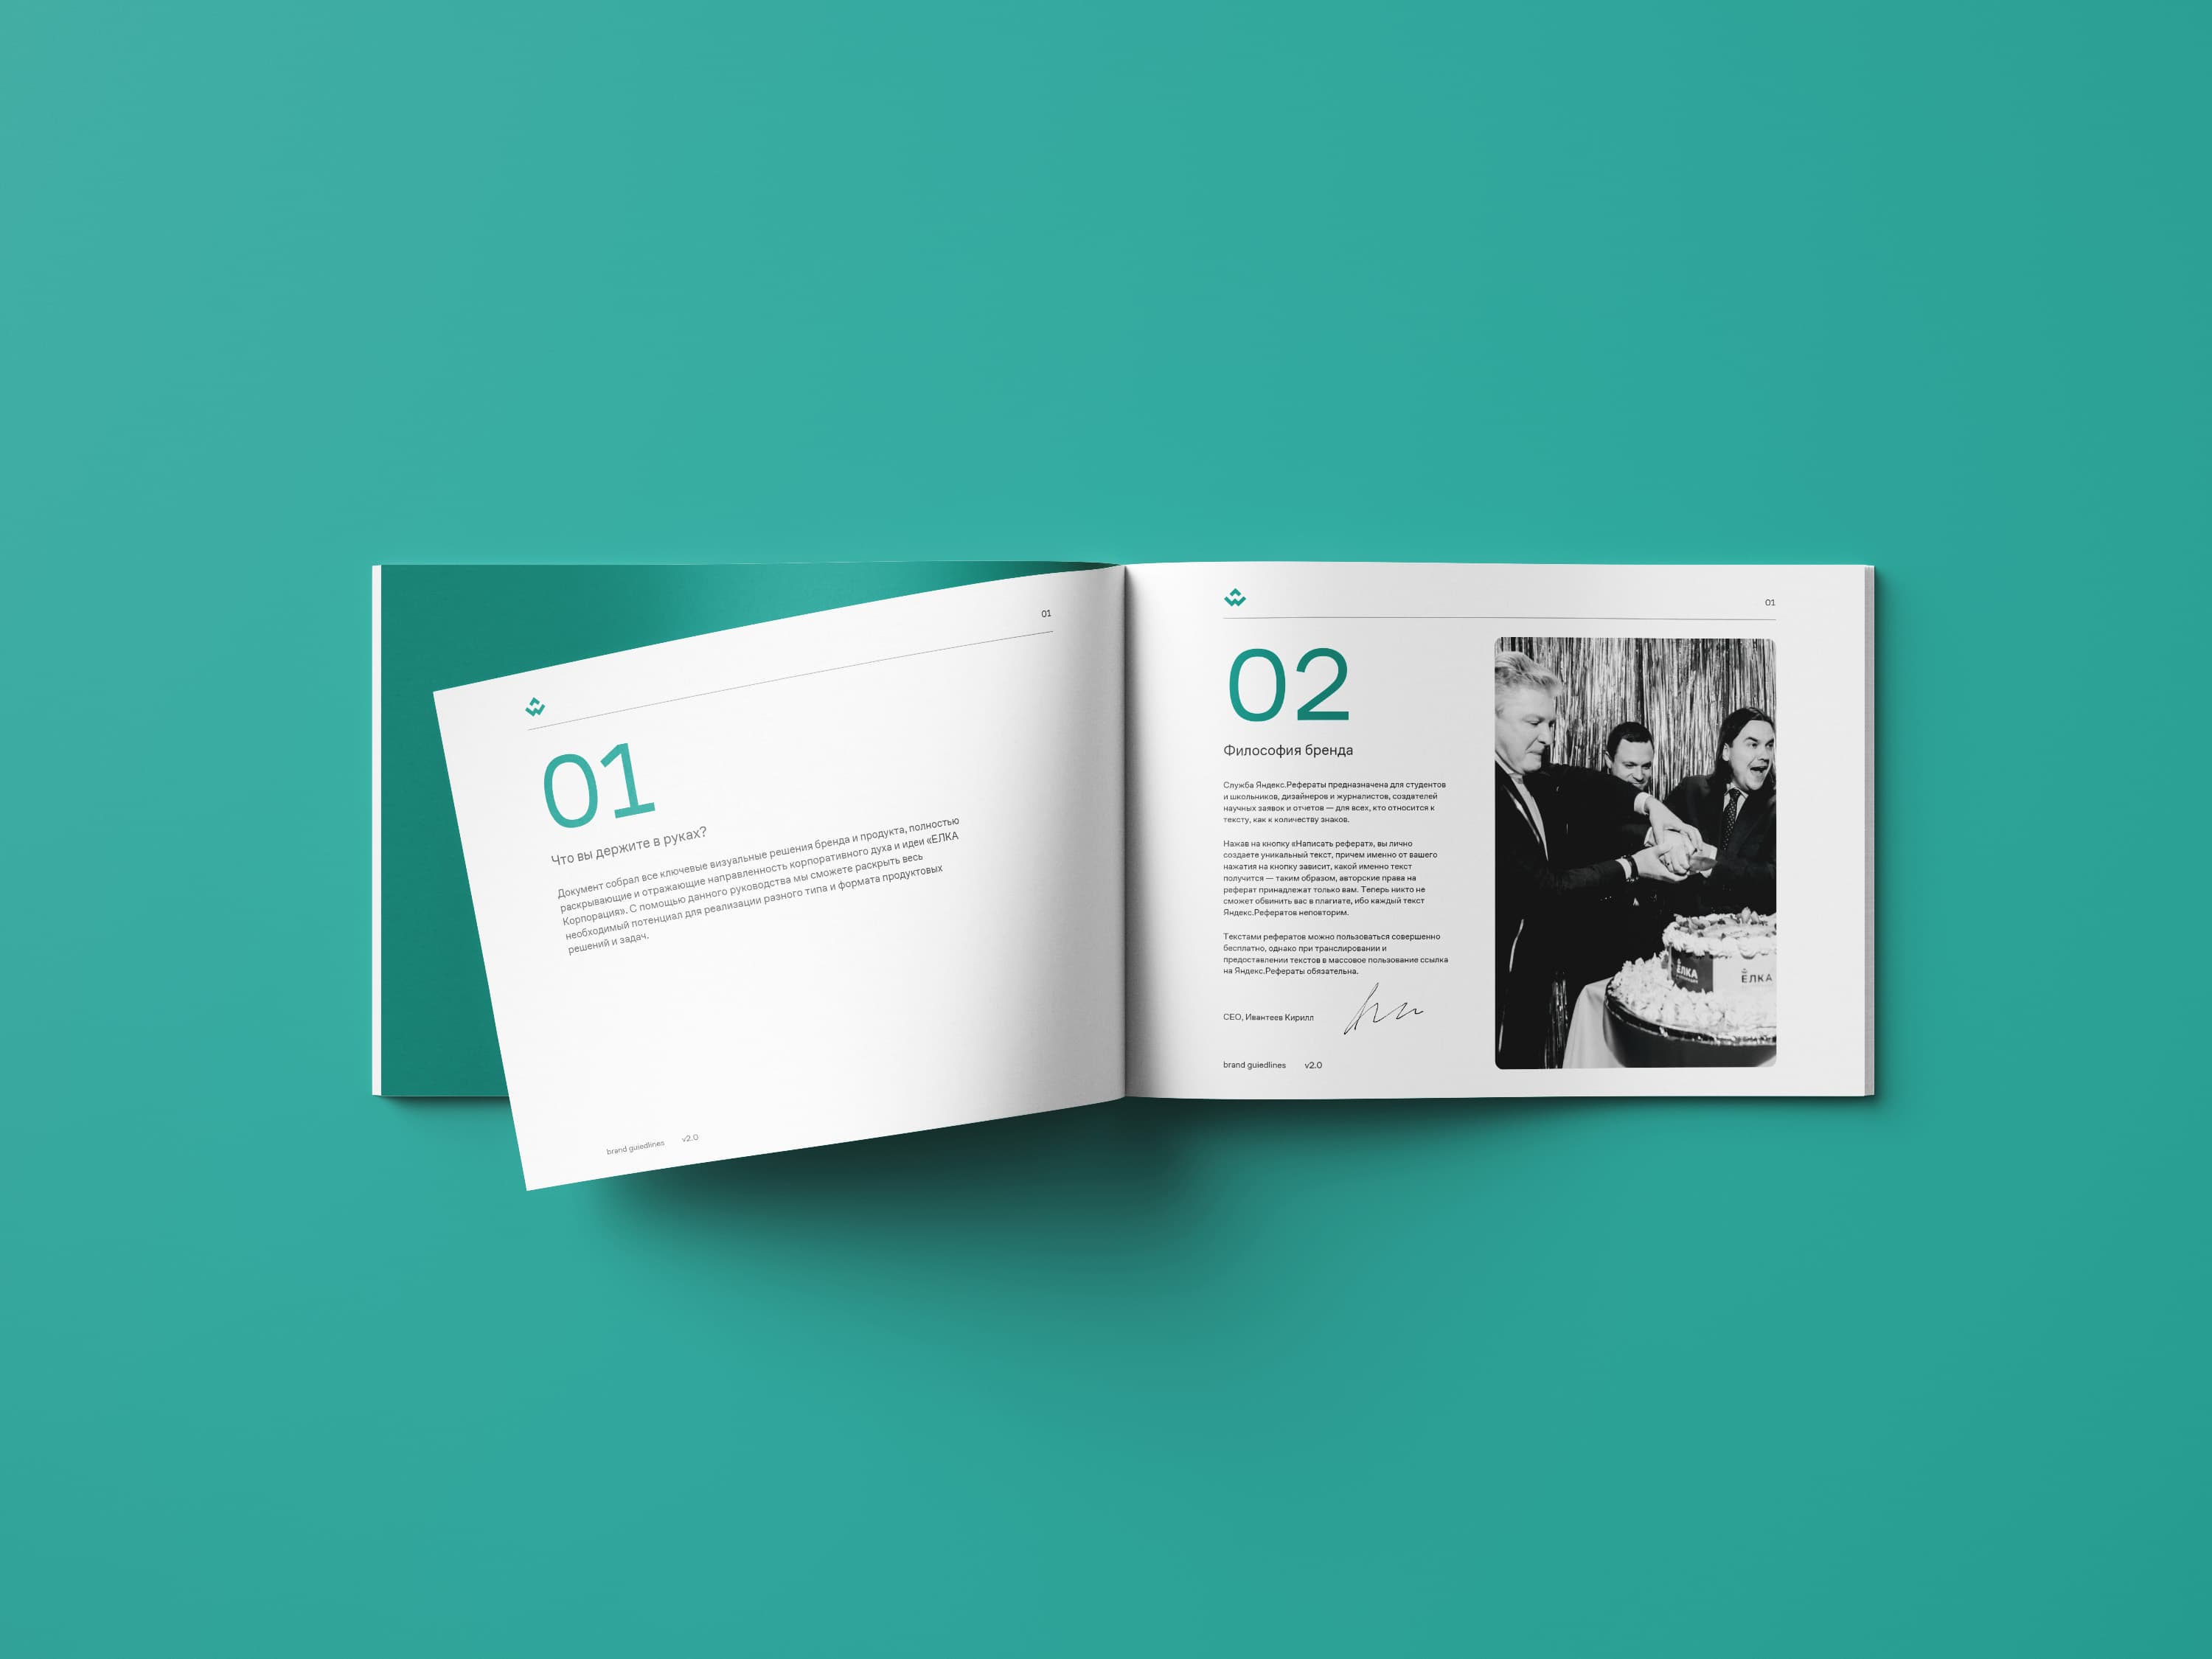 01
01
Что вы держите в руках?
Документ собрал все ключевые визуальные решения бренда и продукта, полностью
раскрывающие и отражающие направленность корпоративного духа и идеи «ЕЛКА
Корпорация». С помощью данного руководства мы сможете раскрыть весь
необходимый потенциал для реализации разного типа и формата продуктовых
решений и задач.
brand guiedlines v2.0
01
02
Философия бренда
Служба Яндекс.Рефераты предназначена для студентов
и школьников, дизайнеров и журналистов, создателей
научных заявок и отчетов — для всех, кто относится к
тексту, как к количеству знаков.
Нажав на кнопку «Написать реферат», вы лично
создаете уникальный текст, причем именно от вашего
нажатия на кнопку зависит, какой именно текст
получится — таким образом, авторские права на
реферат принадлежат только вам. Теперь никто не
сможет обвинить вас в плагиате, ибо каждый текст
Яндекс.Рефератов неповторим.
Текстами рефератов можно пользоваться совершенно
бесплатно, однако при транслировании и
предоставлении текстов в массовое пользование ссылка
на Яндекс.Рефераты обязательна.
CEO, Ивантеев Кирилл
brand guiedlines v2.0
ЁЛКА
ЁЛКА